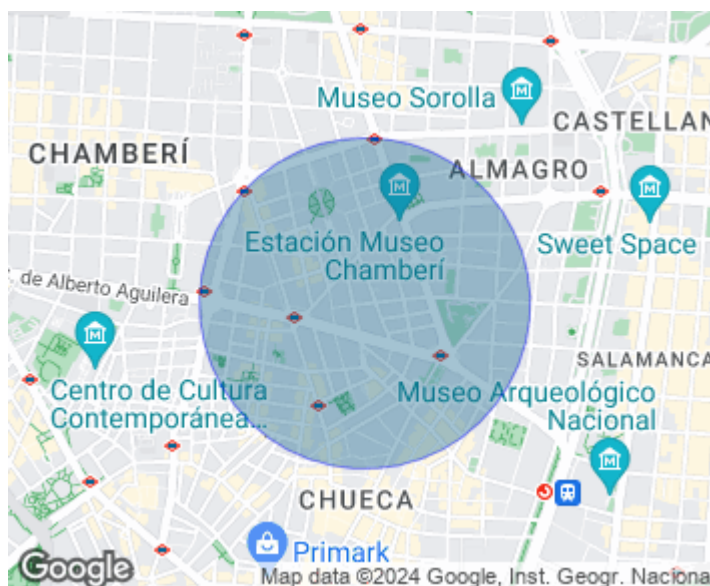 Museo Sorolla
CASTELLAN
CHAMBERÍ
ALMAGRO
Estación Museo
Chamberí
Sweet Space
. de Alberto Aguilera
SALAMANCA
Centro de Cultura
Contemporánea...
Museo Arqueológico
Nacional
CHUECA
Primark
Google
Map data ©2024 Google, Inst. Geogr. Naciona